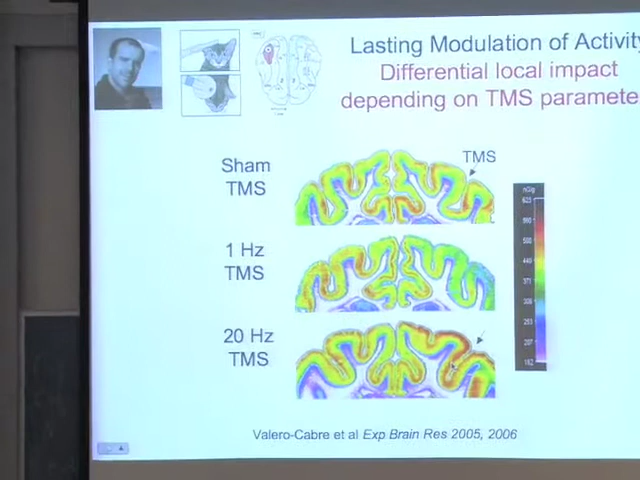 Lasting Modulation of Activity
Differential local impact
depending on TMS paramete
Sham
TMS
TMS
1 Hz
TMS
20 Hz
TMS
Valero-Cabre et al Exp Brain Res 2005, 2006